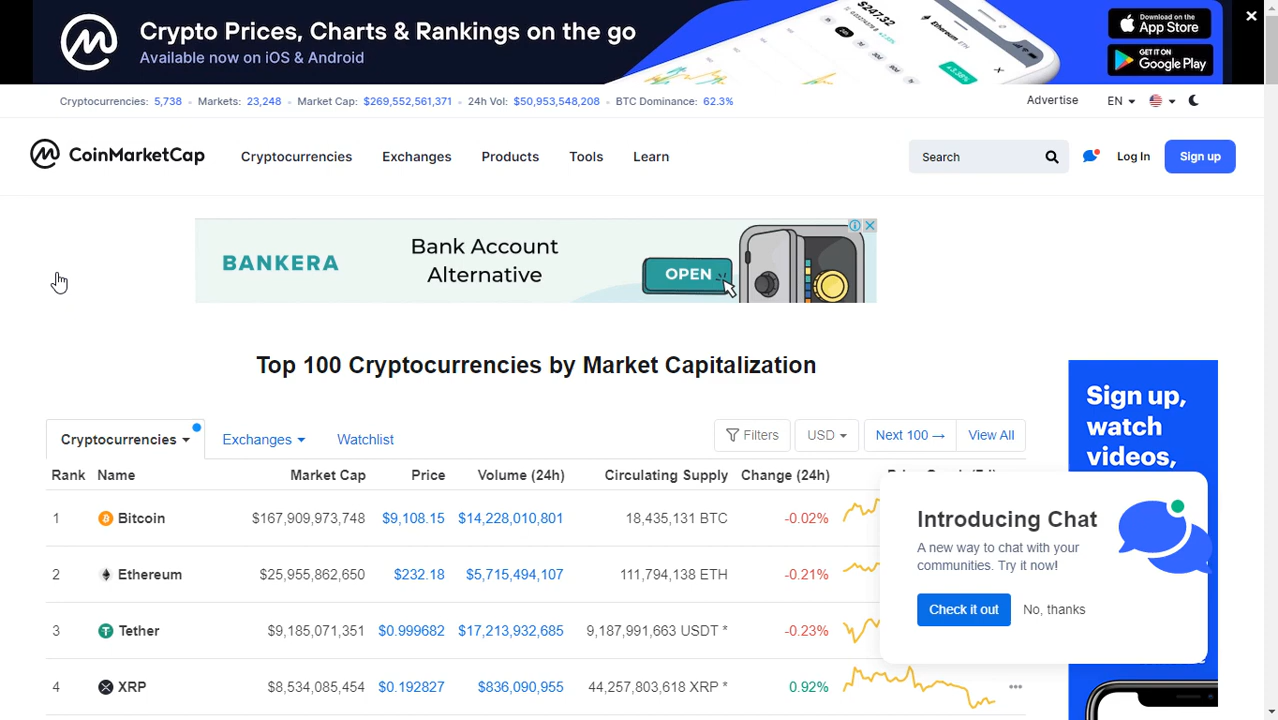 Crypto Prices, Charts & Rankings on the go
Available now on iOS & Android
$247.32
Download on the
App Store
GET IT ON
Google Play
Cryptocurrencies: 5,738 Markets: 23,248 Market Cap: $269,552,561,371 24h Vol: $50,953,548,208 BTC Dominance: 62.3%
Advertise EN
CoinMarketCap Cryptocurrencies Exchanges Products Tools Learn Search Log In Sign up
BANKERA
Bank Account
Alternative
OPEN
Top 100 Cryptocurrencies by Market Capitalization
Cryptocurrencies Exchanges Watchlist Filters USD Next 100 → View All
Rank Name Market Cap Price Volume (24h) Circulating Supply Change (24h)
1 Bitcoin $167,909,973,748 $9,108.15 $14,228,010,801 18,435,131 BTC -0.02%
2 Ethereum $25,955,862,650 $232.18 $5,715,494,107 111,794,138 ETH -0.21%
3 Tether $9,185,071,351 $0.999682 $17,213,932,685 9,187,991,663 USDT * -0.23%
4 XRP $8,534,085,454 $0.192827 $836,090,955 44,257,803,618 XRP * 0.92%
Sign up,
watch
videos,
Introducing Chat
A new way to chat with your
communities. Try it now!
Check it out No, thanks